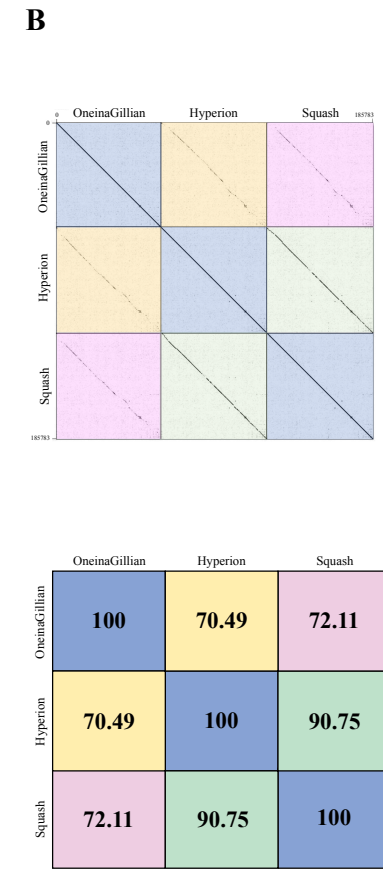 B
0 OneinaGillian Hyperion Squash 185783
0
OneinaGillian
Hyperion
Squash
185783
OneinaGillian Hyperion Squash
OneinaGillian 100 70.49 72.11
Hyperion 70.49 100 90.75
Squash 72.11 90.75 100